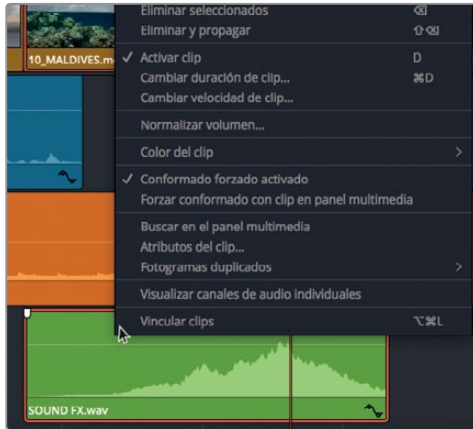 Eliminar seleccionados ⌫
Eliminar y propagar ⇧⌫
10_MALDIVES.m
✓ Activar clip D
Cambiar duración de clip... ⌘D
Cambiar velocidad de clip...
Normalizar volumen...
Color del clip >
✓ Conformado forzado activado
Forzar conformado con clip en panel multimedia
Buscar en el panel multimedia
Atributos del clip...
Fotogramas duplicados >
Visualizar canales de audio individuales
Vincular clips ⌥⌘L
SOUND FX.wav